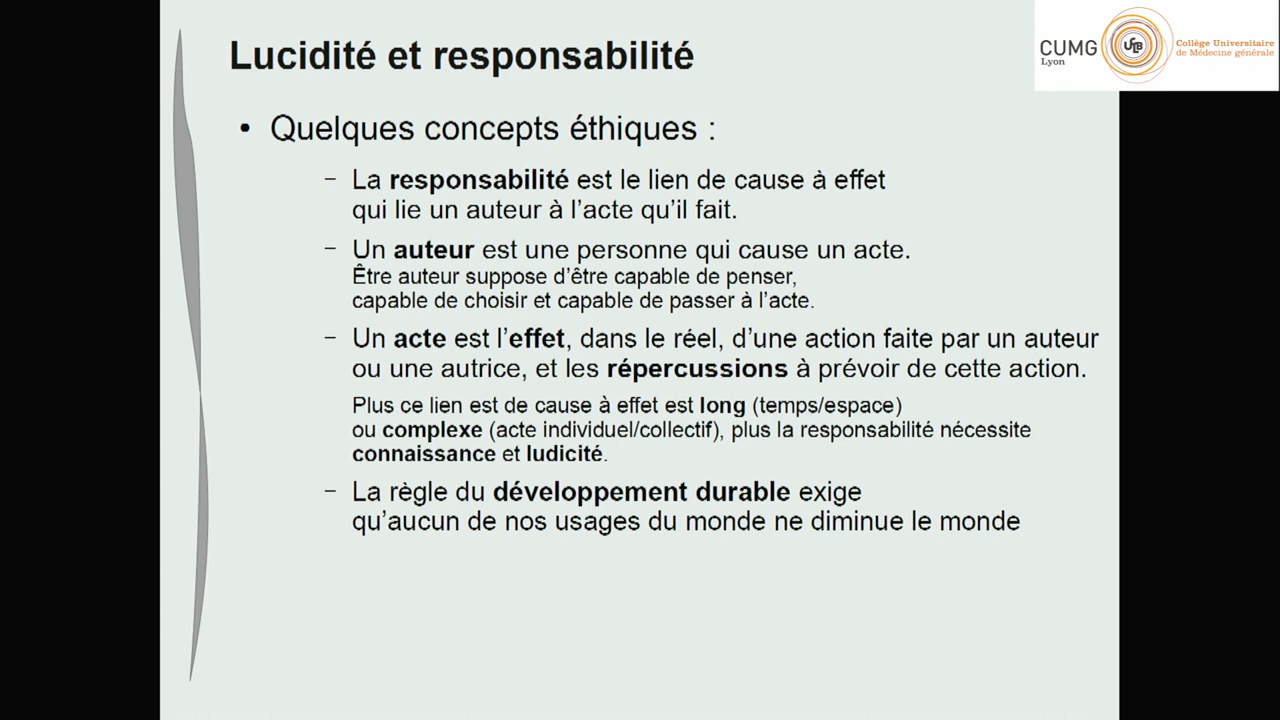 Lucidité et responsabilité
CUMG
Lyon
UCLB
Collège Universitaire
de Médecine générale
• Quelques concepts éthiques :
– La responsabilité est le lien de cause à effet
qui lie un auteur à l’acte qu’il fait.
– Un auteur est une personne qui cause un acte.
Être auteur suppose d’être capable de penser,
capable de choisir et capable de passer à l’acte.
– Un acte est l’effet, dans le réel, d’une action faite par un auteur
ou une autrice, et les répercussions à prévoir de cette action.
Plus ce lien est de cause à effet est long (temps/espace)
ou complexe (acte individuel/collectif), plus la responsabilité nécessite
connaissance et ludicité.
– La règle du développement durable exige
qu’aucun de nos usages du monde ne diminue le monde